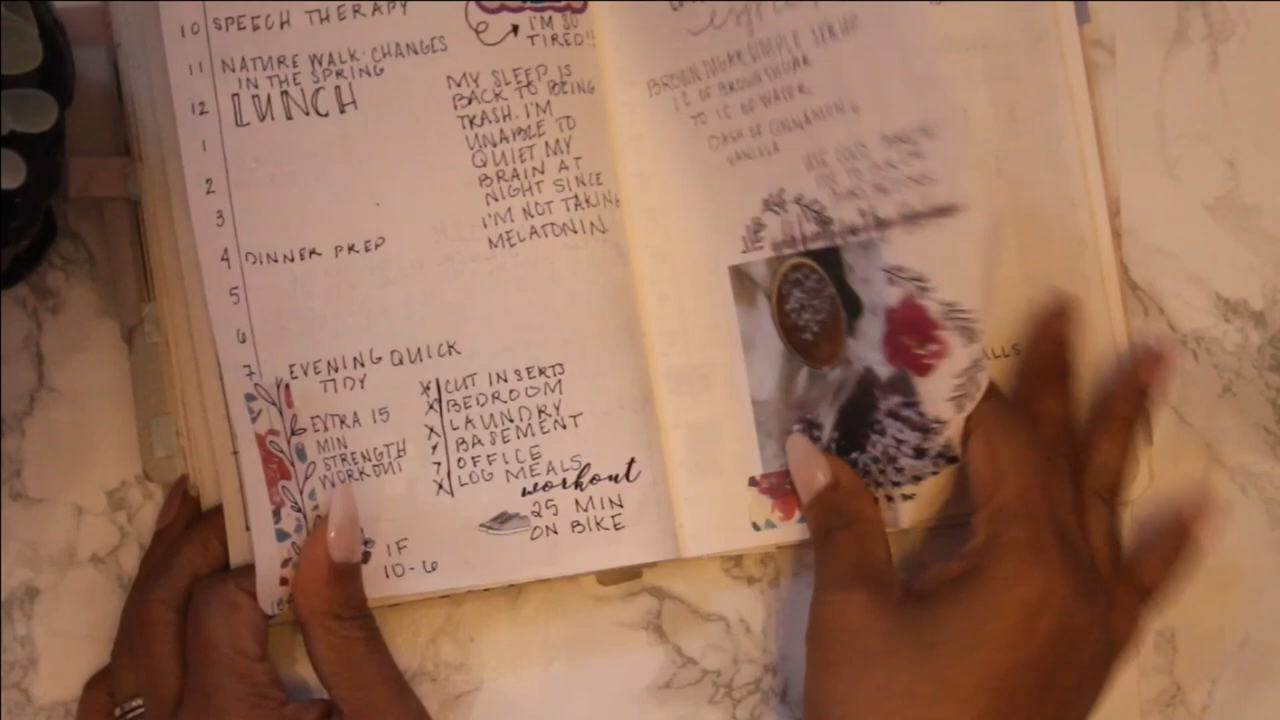 10 SPEECH THERAPY
11 NATURE WALK: CHANGES
IN THE SPRING
12 LUNCH
1
2
3
4 DINNER PREP
5
6
7 EVENING QUICK
TIDY
EXTRA 15
MIN
STRENGTH
WORKOUT
IF
10-6
I'M SO
TIRED!!
MY SLEEP IS
BACK TO BEING
TRASH. I'M
UNABLE TO
QUIET MY
BRAIN AT
NIGHT SINCE
I'M NOT TAKING
MELATONIN
X CUT INSERTS
X BEDROOM
X LAUNDRY
BASEMENT
OFFICE
X LOG MEALS
workout
25 MIN
ON BIKE
BROWN SUGAR SIMPLE SYRUP
1 C OF BROWN SUGAR
TO 1 C OF WATER
DASH OF CINNAMON &
VANILLA
ALLS